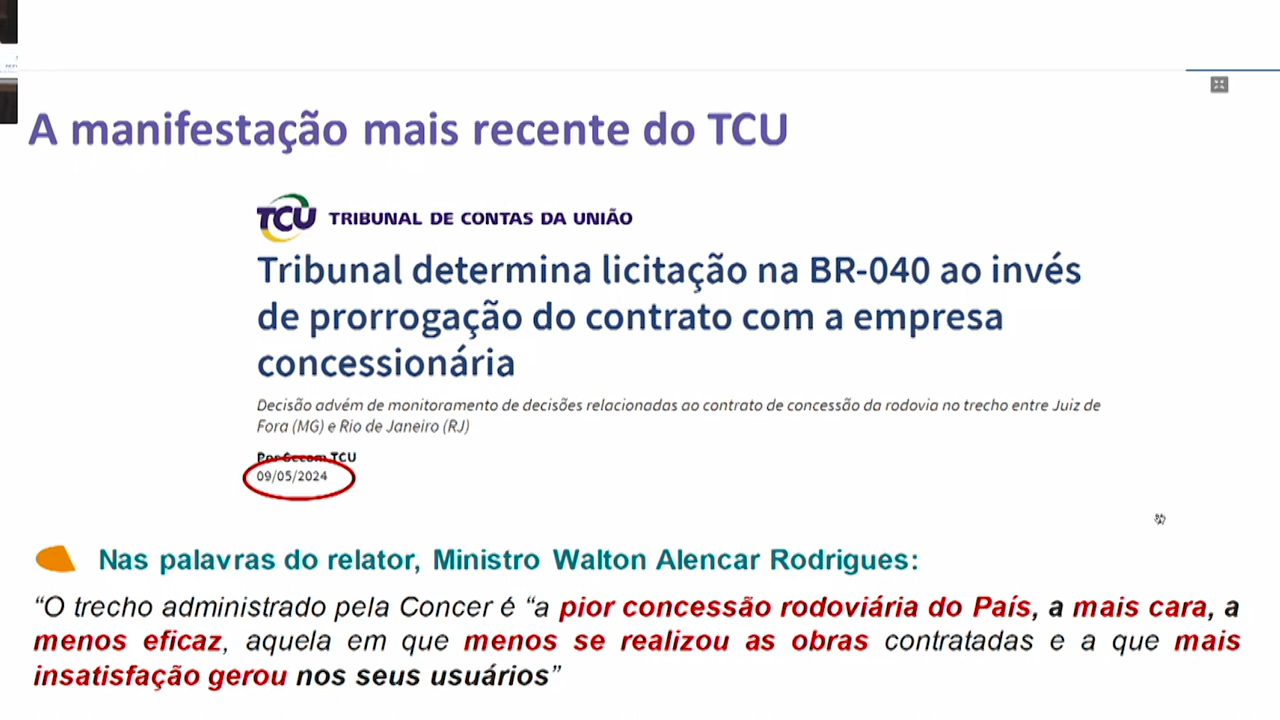 A manifestação mais recente do TCU
TCU TRIBUNAL DE CONTAS DA UNIÃO
Tribunal determina licitação na BR-040 ao invés
de prorrogação do contrato com a empresa
concessionária
Decisão advém de monitoramento de decisões relacionadas ao contrato de concessão da rodovia no trecho entre Juiz de
Fora (MG) e Rio de Janeiro (RJ)
Por Secom TCU
09/05/2024
Nas palavras do relator, Ministro Walton Alencar Rodrigues:
“O trecho administrado pela Concer é “a pior concessão rodoviária do País, a mais cara, a
menos eficaz, aquela em que menos se realizou as obras contratadas e a que mais
insatisfação gerou nos seus usuários”